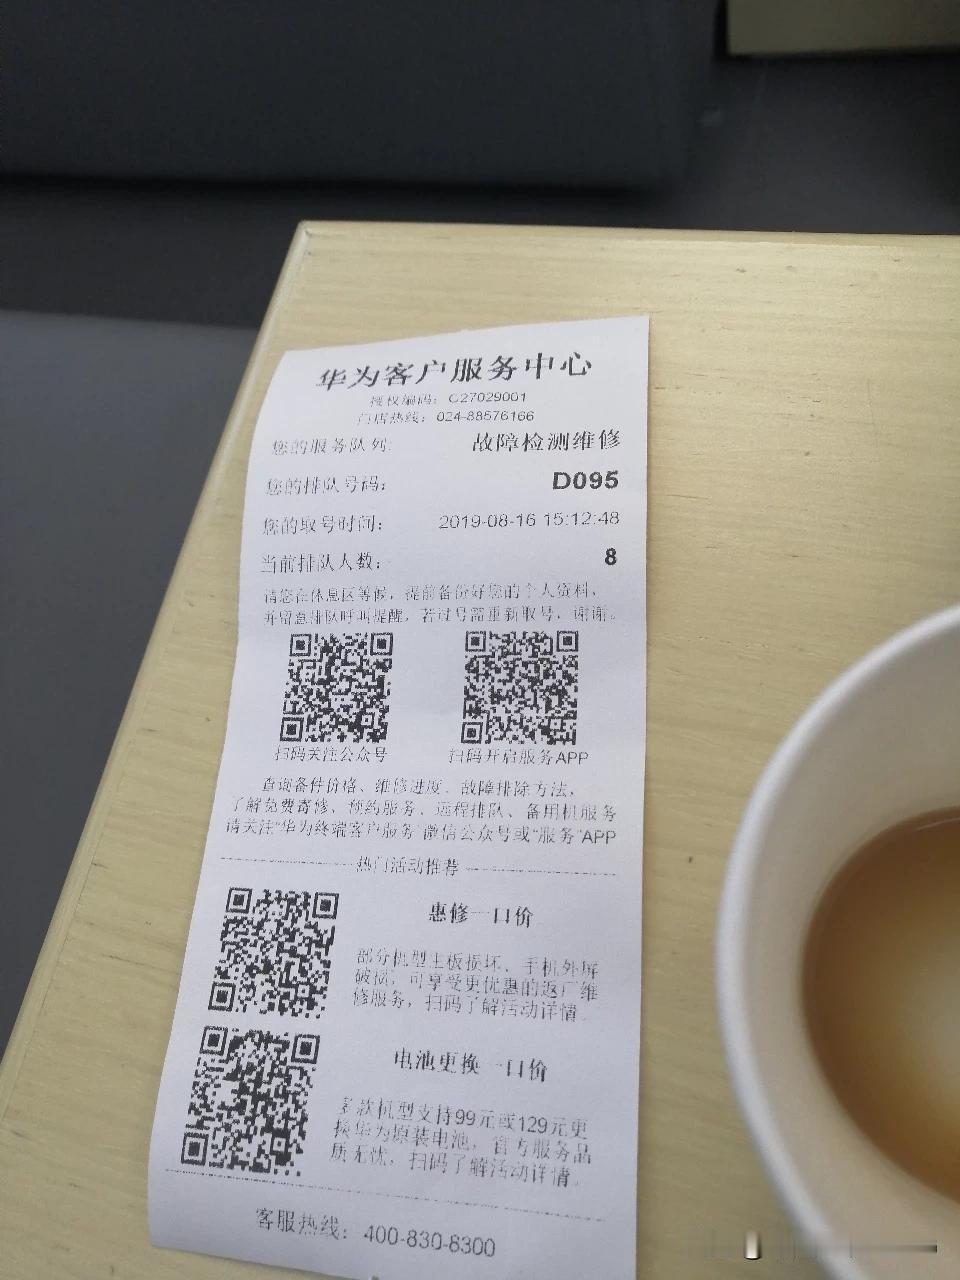 华为客户服务中心
授权编码：C27029001
门店热线：024-88576166
您的服务队列： 故障检测维修
您的排队号码： D095
您的取号时间： 2019-08-16 15:12:48
当前排队人数： 8
请您在休息区等候，提前备份好您的个人资料，
并留意排队呼叫提醒，若过号需重新取号，谢谢。
扫码关注公众号 扫码开启服务APP
查询备件价格、维修进度、故障排除方法，
了解免费寄修、预约服务、远程排队、备用机服务
请关注"华为终端客户服务"微信公众号或"服务"APP
热门活动推荐
惠修一口价
部分机型主板损坏、手机外屏
破损，可享受更优惠的返厂维
修服务，扫码了解活动详情。
电池更换一口价
多款机型支持99元或129元更
换华为原装电池，官方服务品
质无忧，扫码了解活动详情。
客服热线：400-830-8300